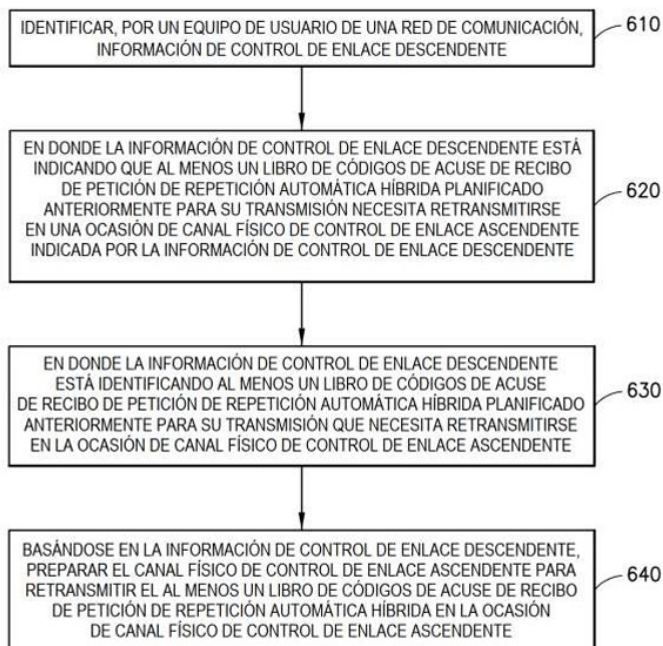 IDENTIFICAR, POR UN EQUIPO DE USUARIO DE UNA RED DE COMUNICACIÓN,
INFORMACIÓN DE CONTROL DE ENLACE DESCENDENTE
610
EN DONDE LA INFORMACIÓN DE CONTROL DE ENLACE DESCENDENTE ESTÁ
INDICANDO QUE AL MENOS UN LIBRO DE CÓDIGOS DE ACUSE DE RECIBO
DE PETICIÓN DE REPETICIÓN AUTOMÁTICA HÍBRIDA PLANIFICADO
ANTERIORMENTE PARA SU TRANSMISIÓN NECESITA RETRANSMITIRSE
EN UNA OCASIÓN DE CANAL FÍSICO DE CONTROL DE ENLACE ASCENDENTE
INDICADA POR LA INFORMACIÓN DE CONTROL DE ENLACE DESCENDENTE
620
EN DONDE LA INFORMACIÓN DE CONTROL DE ENLACE DESCENDENTE
ESTÁ IDENTIFICANDO AL MENOS UN LIBRO DE CÓDIGOS DE ACUSE
DE RECIBO DE PETICIÓN DE REPETICIÓN AUTOMÁTICA HÍBRIDA PLANIFICADO
ANTERIORMENTE PARA SU TRANSMISIÓN QUE NECESITA RETRANSMITIRSE
EN LA OCASIÓN DE CANAL FÍSICO DE CONTROL DE ENLACE ASCENDENTE
630
BASÁNDOSE EN LA INFORMACIÓN DE CONTROL DE ENLACE DESCENDENTE,
PREPARAR EL CANAL FÍSICO DE CONTROL DE ENLACE ASCENDENTE PARA
RETRANSMITIR EL AL MENOS UN LIBRO DE CÓDIGOS DE ACUSE DE RECIBO
DE PETICIÓN DE REPETICIÓN AUTOMÁTICA HÍBRIDA EN LA OCASIÓN
DE CANAL FÍSICO DE CONTROL DE ENLACE ASCENDENTE
640